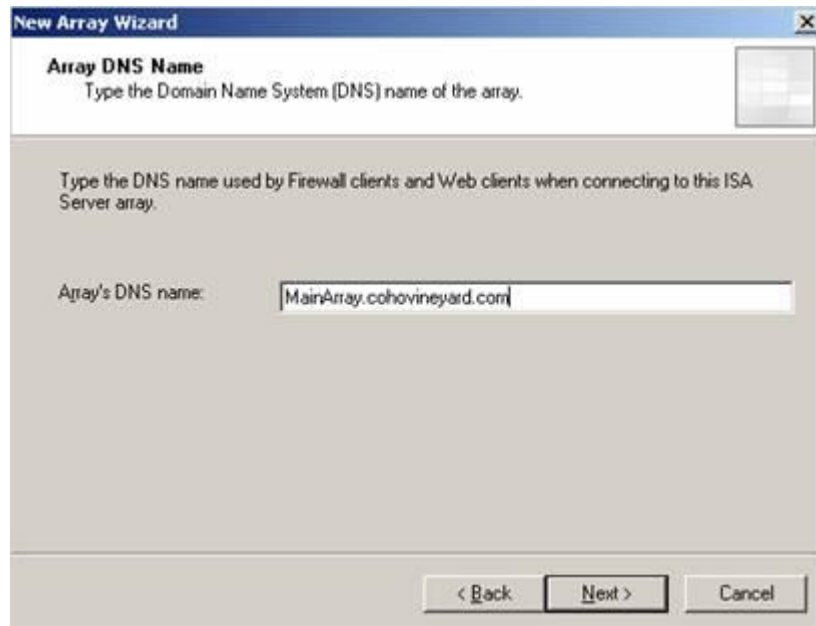 New Array Wizard
Array DNS Name
Type the Domain Name System (DNS) name of the array.
Type the DNS name used by Firewall clients and Web clients when connecting to this ISA
Server array.
Array's DNS name:
MainArray.cohovineyard.com
< Back
Next >
Cancel